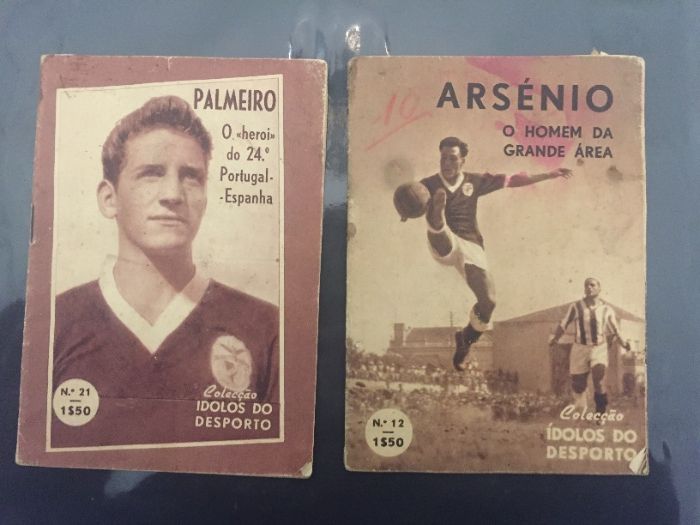 PALMEIRO
O «heroi»
do 24.º
Portugal-
-Espanha
N.º 21
1$50
Colecção
IDOLOS DO
DESPORTO
10
ARSÉNIO
O HOMEM DA
GRANDE ÁREA
N.º 12
1$50
Colecção
ÍDOLOS DO
DESPORTO